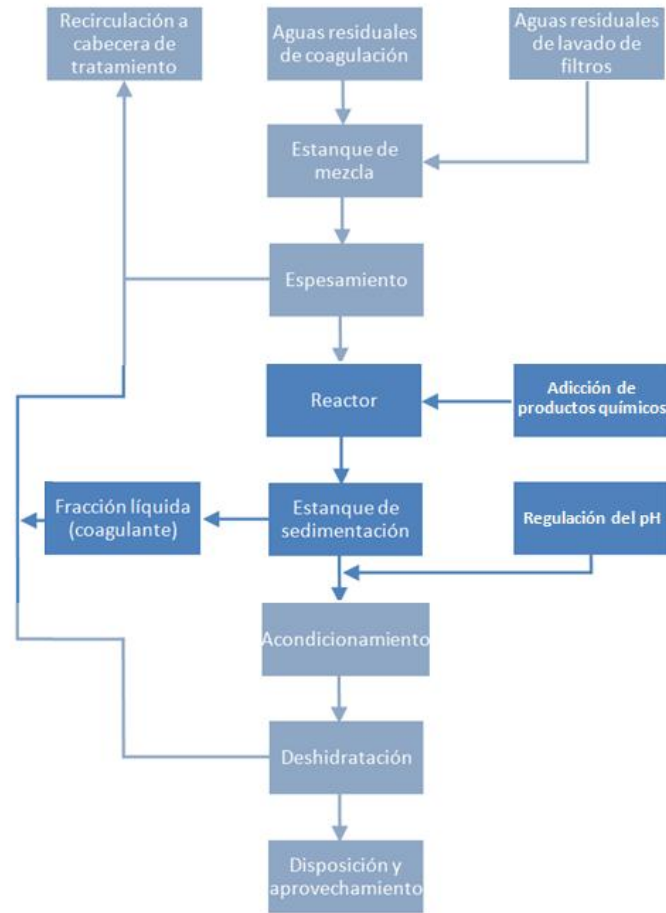 Recirculación a
cabecera de
tratamiento
Aguas residuales
de coagulación
Aguas residuales
de lavado de
filtros
Estanque de
mezcla
Espesamiento
Reactor
Adicción de
productos químicos
Fracción líquida
(coagulante)
Estanque de
sedimentación
Regulación del pH
Acondicionamiento
Deshidratación
Disposición y
aprovechamiento